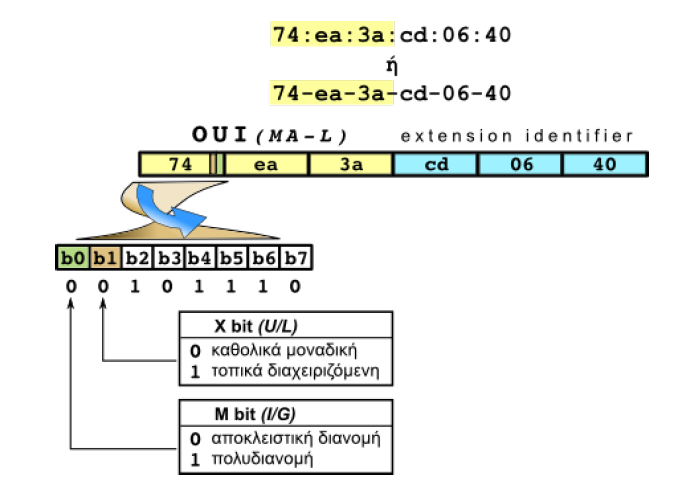 74:ea:3a:cd:06:40
ή
74-ea-3a-cd-06-40
OUI (MA-L) extension identifier
74 ea 3a cd 06 40
b0 b1 b2 b3 b4 b5 b6 b7
0 0 1 0 1 1 1 0
X bit (U/L)
0 καθολικά μοναδική
1 τοπικά διαχειριζόμενη
M bit (I/G)
0 αποκλειστική διανομή
1 πολυδιανομή